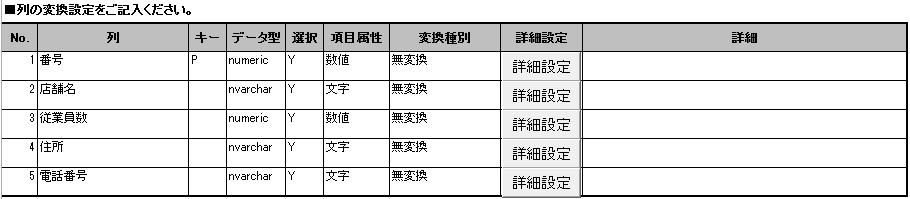 ■列の変換設定をご記入ください。
No. 列 キー データ型 選択 項目属性 変換種別 詳細設定 詳細
1 番号 P numeric Y 数値 無変換 詳細設定
2 店舗名 nvarchar Y 文字 無変換 詳細設定
3 従業員数 numeric Y 数値 無変換 詳細設定
4 住所 nvarchar Y 文字 無変換 詳細設定
5 電話番号 nvarchar Y 文字 無変換 詳細設定